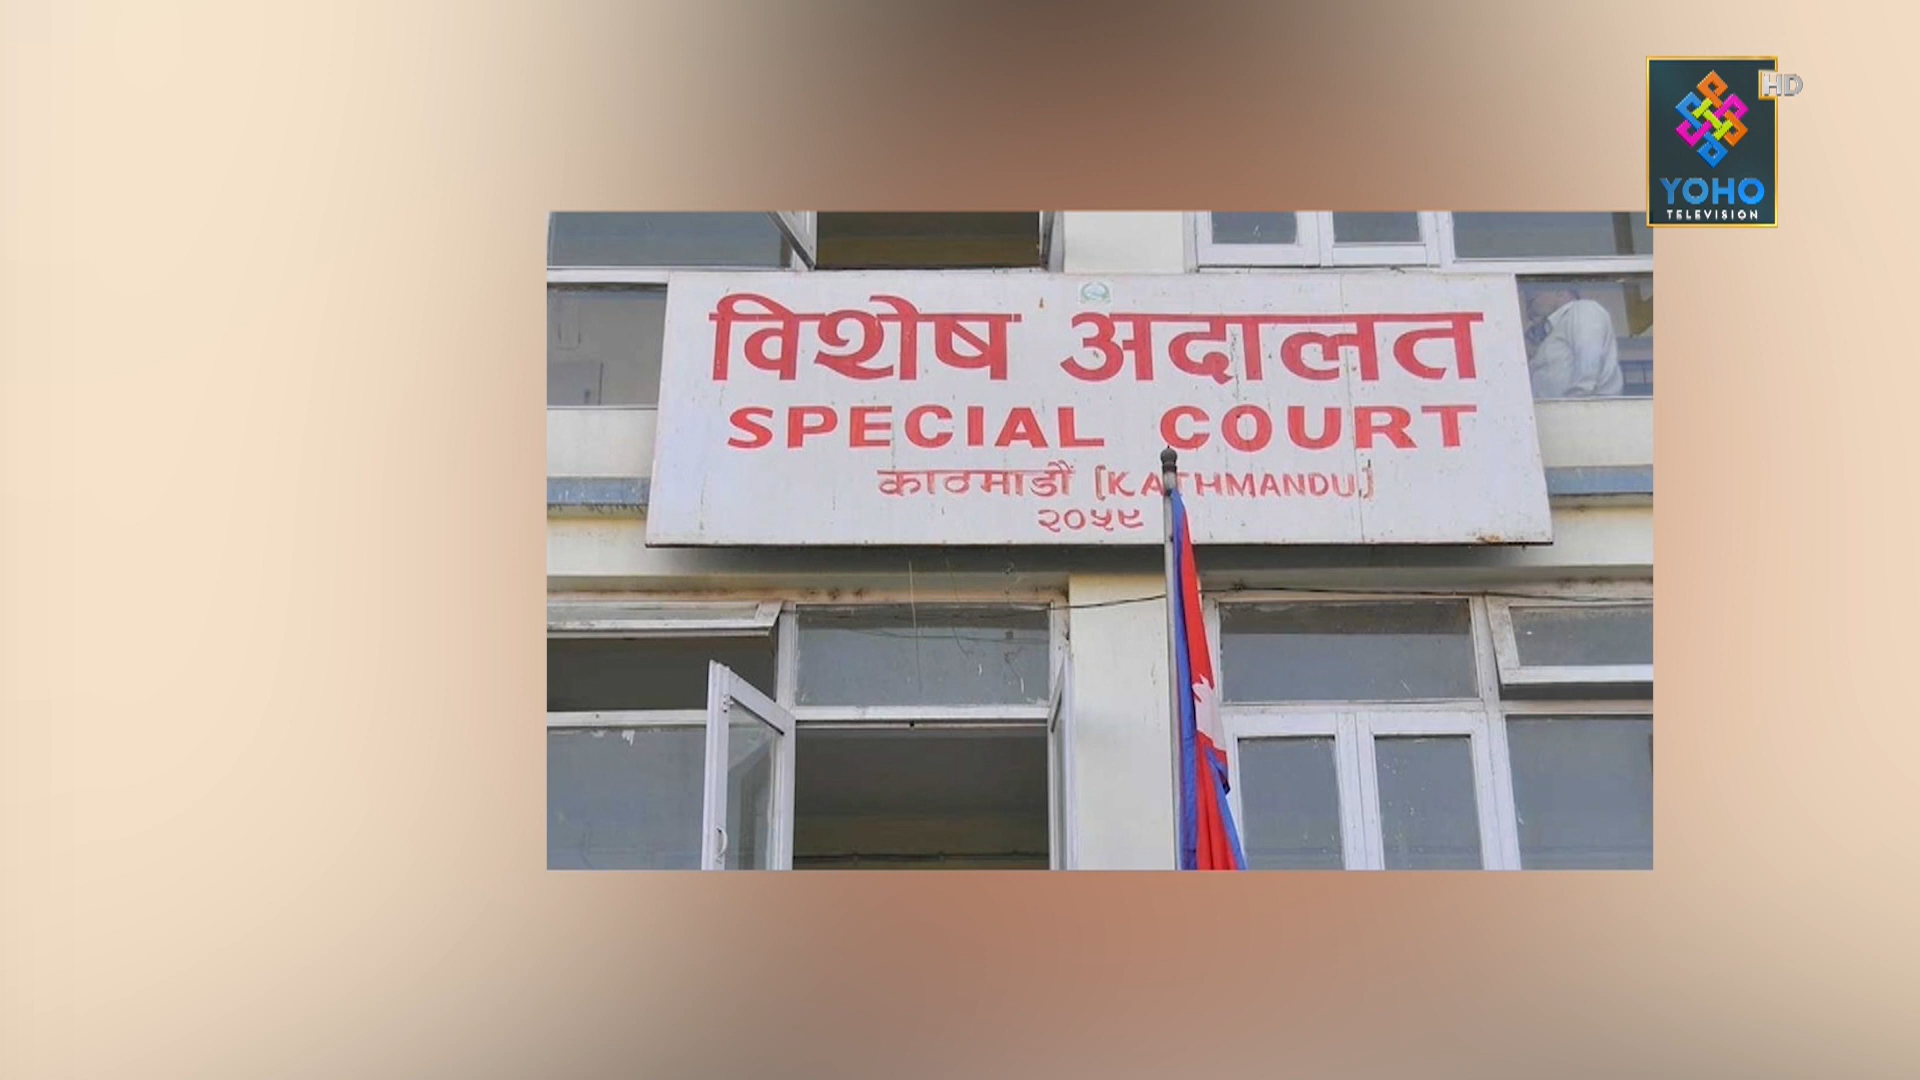 विशेष अदालत
SPECIAL COURT
काठमाडौं [KATHMANDU]
२०५९
HD
YOHO
TELEVISION